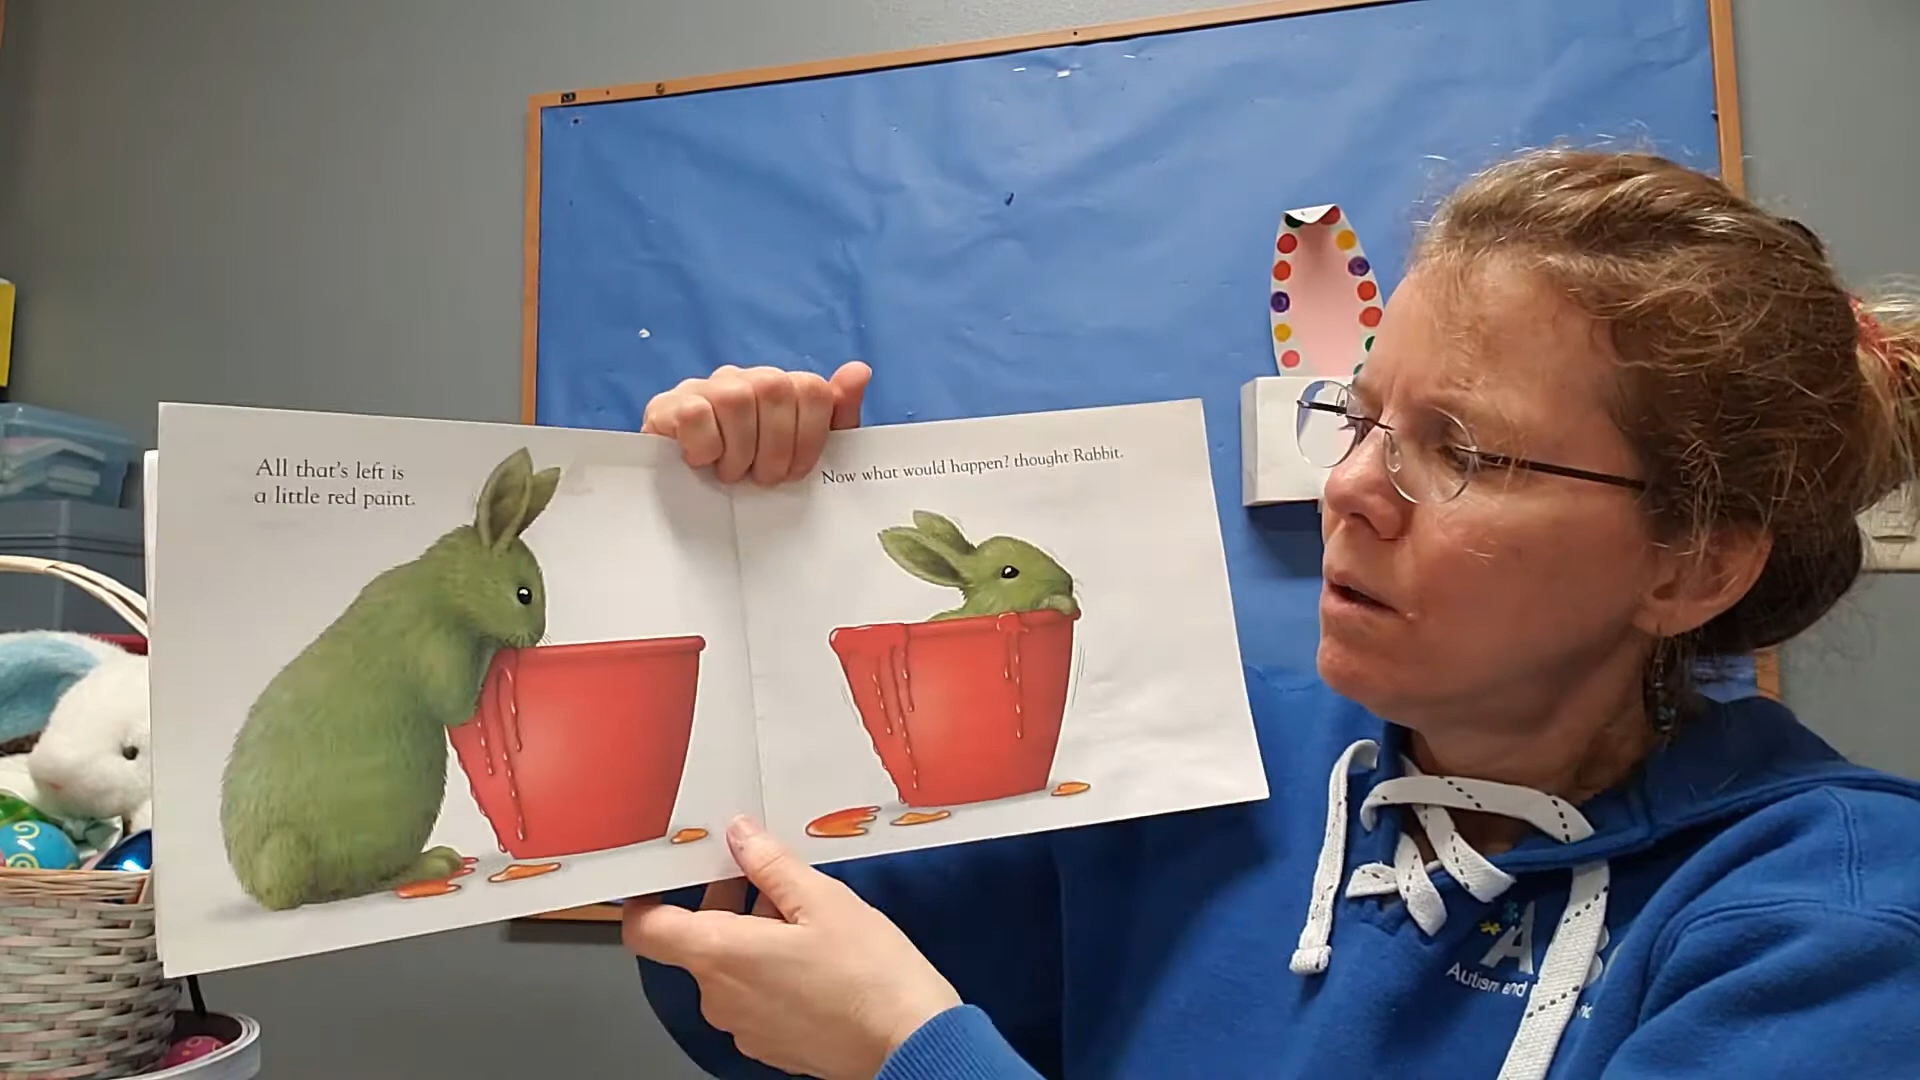 All that's left is
a little red paint.
Now what would happen? thought Rabbit.
A
Autism and